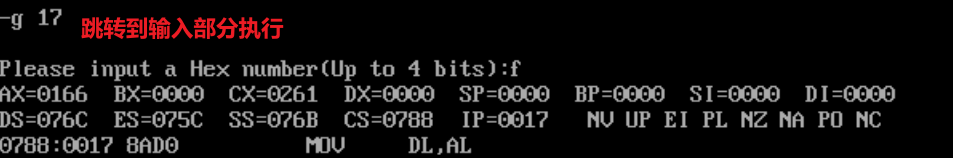 -g 17 跳转到输入部分执行
Please input a Hex number(Up to 4 bits):f
AX=0166 BX=0000 CX=0261 DX=0000 SP=0000 BP=0000 SI=0000 DI=0000
DS=076C ES=075C SS=076B CS=0788 IP=0017 NV UP EI PL NZ NA PO NC
0788:0017 8AD0 MOV DL,AL